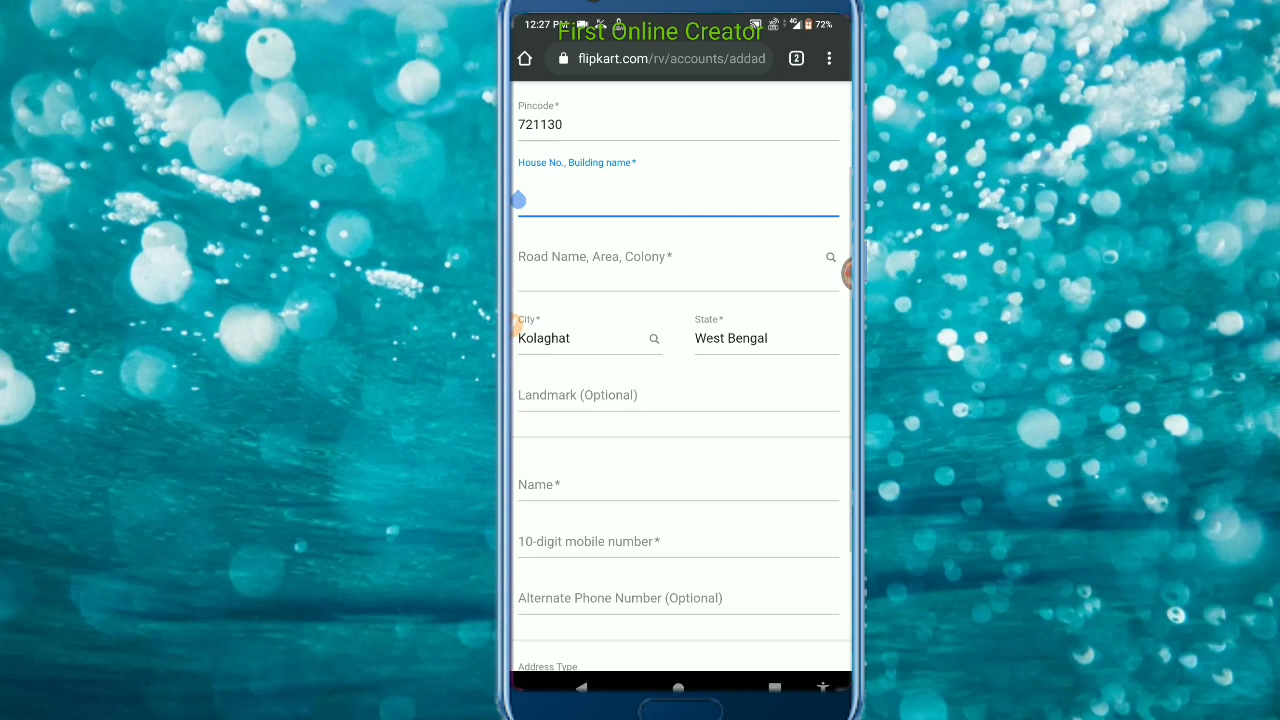 12:27 PM
72%
First Online Creator
flipkart.com/rv/accounts/addad
2
Pincode*
721130
House No., Building name*
Road Name, Area, Colony*
City*
State*
Kolaghat
West Bengal
Landmark (Optional)
Name*
10-digit mobile number*
Alternate Phone Number (Optional)
Address Type